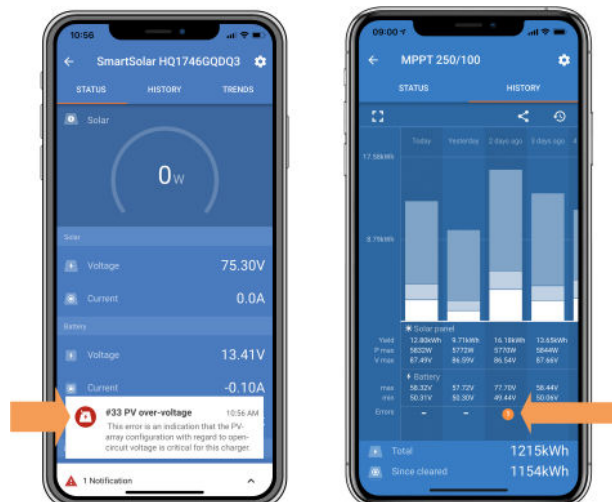 10:56
SmartSolar HQ1746GQDQ3
STATUS HISTORY TRENDS
Solar
0W
Solar
Voltage 75.30V
Current 0.0A
Battery
Voltage 13.41V
Current -0.10A
#33 PV over-voltage 10:56 AM
This error is an indication that the PV-
array configuration with regard to open-
circuit voltage is critical for this charger.
1 Notification
09:00
MPPT 250/100
STATUS HISTORY
Today Yesterday 2 days ago 3 days ago 4
17.58kWh
8.79kWh
Solar panel
Yield 12.80kWh 9.71kWh 16.18kWh 13.65kWh
P max 5832W 5772W 5770W 5844W
V max 87.49V 86.59V 86.54V 87.66V
Battery
max 58.32V 57.72V 77.70V 58.44V
min 50.31V 50.30V 49.44V 50.06V
Errors – – 1
Total 1215kWh
Since cleared 1154kWh